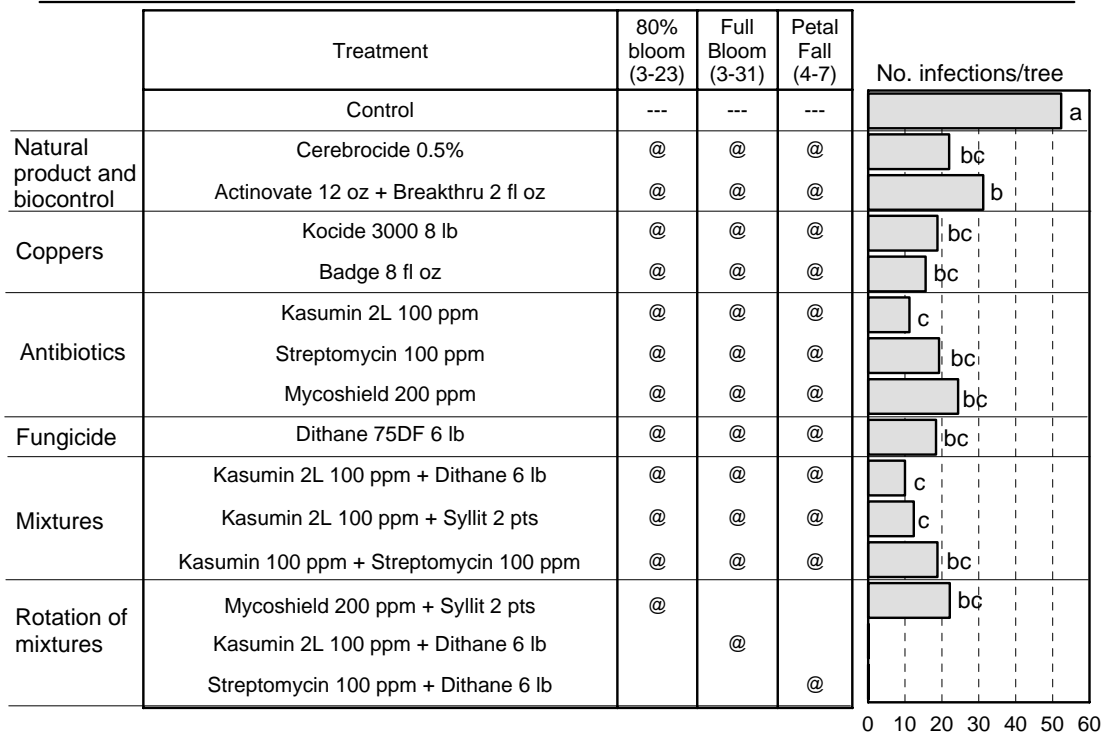 Treatment
80%
bloom
(3-23)
Full
Bloom
(3-31)
Petal
Fall
(4-7)
No. infections/tree
Control --- --- --- a
Natural
product and
biocontrol
Cerebrocide 0.5% @ @ @ bc
Actinovate 12 oz + Breakthru 2 fl oz @ @ @ b
Coppers
Kocide 3000 8 lb @ @ @ bc
Badge 8 fl oz @ @ @ bc
Antibiotics
Kasumin 2L 100 ppm @ @ @ c
Streptomycin 100 ppm @ @ @ bc
Mycoshield 200 ppm @ @ @ bc
Fungicide
Dithane 75DF 6 lb @ @ @ bc
Mixtures
Kasumin 2L 100 ppm + Dithane 6 lb @ @ @ c
Kasumin 2L 100 ppm + Syllit 2 pts @ @ @ c
Kasumin 100 ppm + Streptomycin 100 ppm @ @ @ bc
Rotation of
mixtures
Mycoshield 200 ppm + Syllit 2 pts @ bc
Kasumin 2L 100 ppm + Dithane 6 lb @
Streptomycin 100 ppm + Dithane 6 lb @
0 10 20 30 40 50 60